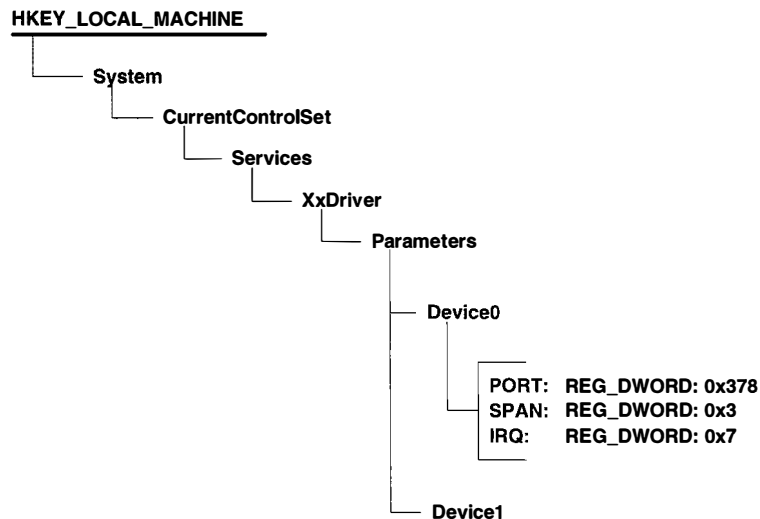 HKEY_LOCAL_MACHINE
System
CurrentControlSet
Services
XxDriver
Parameters
Device0
PORT: REG_DWORD: 0x378
SPAN: REG_DWORD: 0x3
IRQ: REG_DWORD: 0x7
Device1